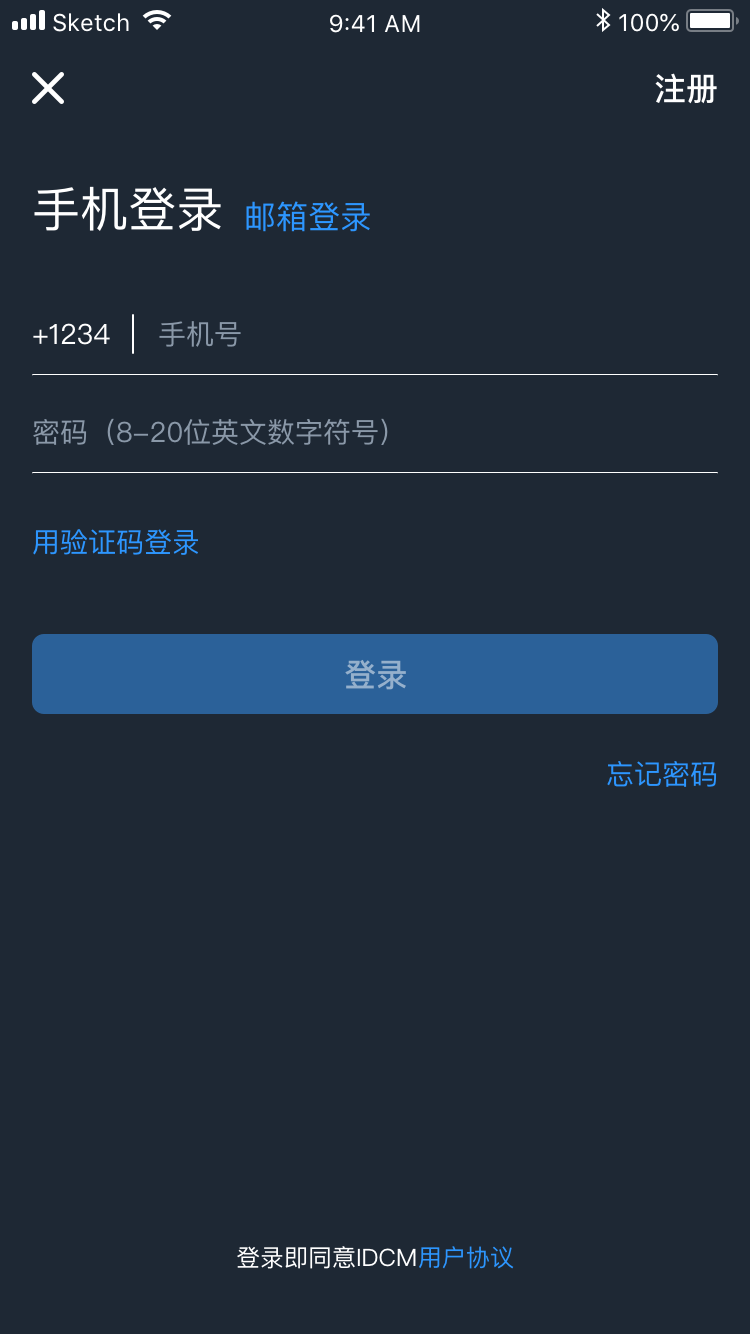 Sketch 9:41 AM 100%
注册
手机登录 邮箱登录
+1234 手机号
密码（8-20位英文数字符号）
用验证码登录
登录
忘记密码
登录即同意IDCM用户协议